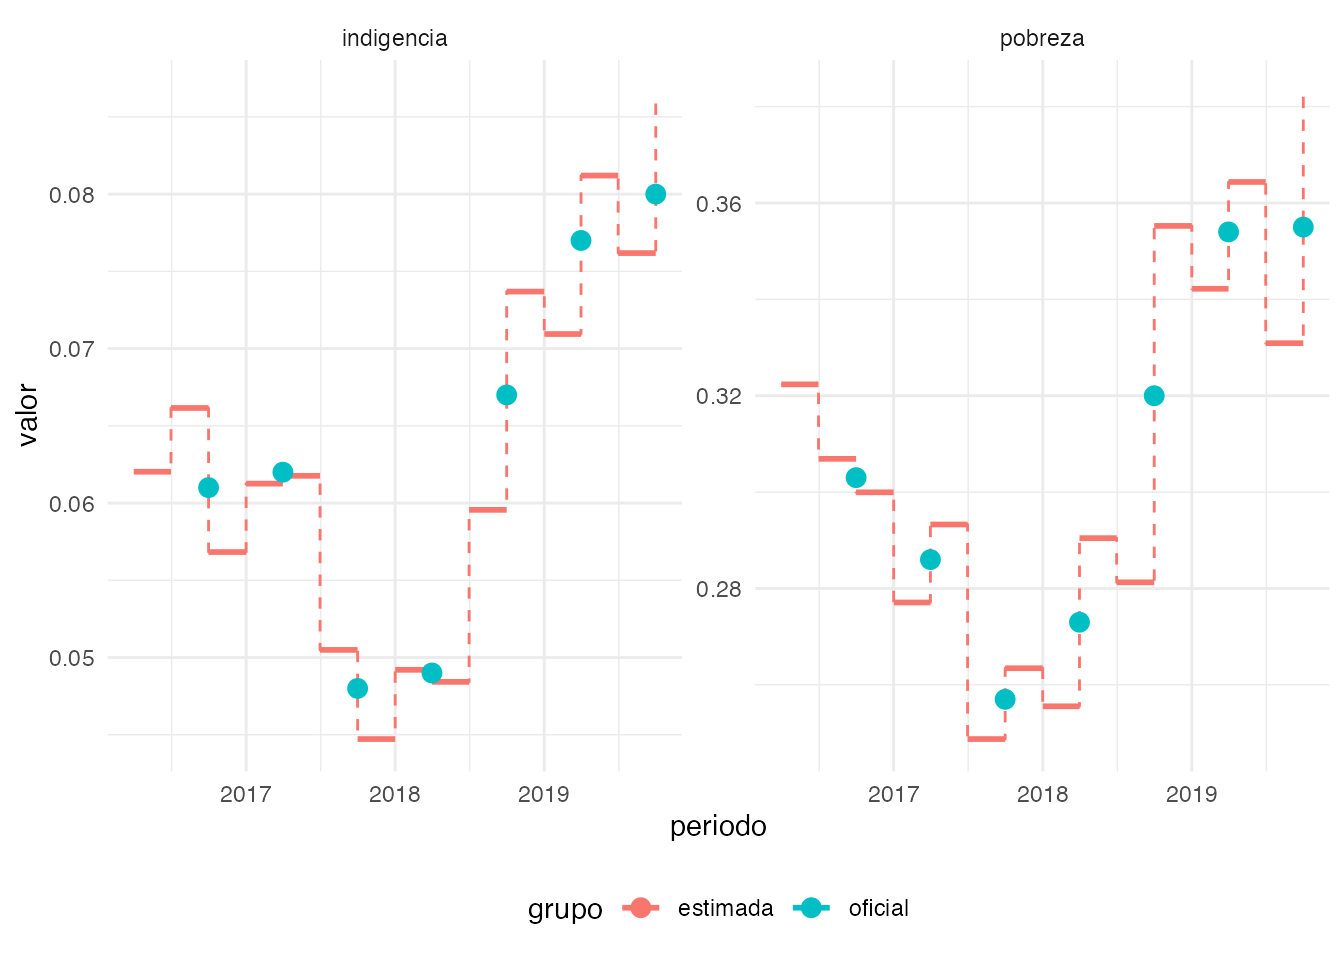 indigencia
pobreza
0.08
0.07
0.06
0.05
0.36
0.32
0.28
valor
2017 2018 2019
2017 2018 2019
periodo
grupo estimada oficial